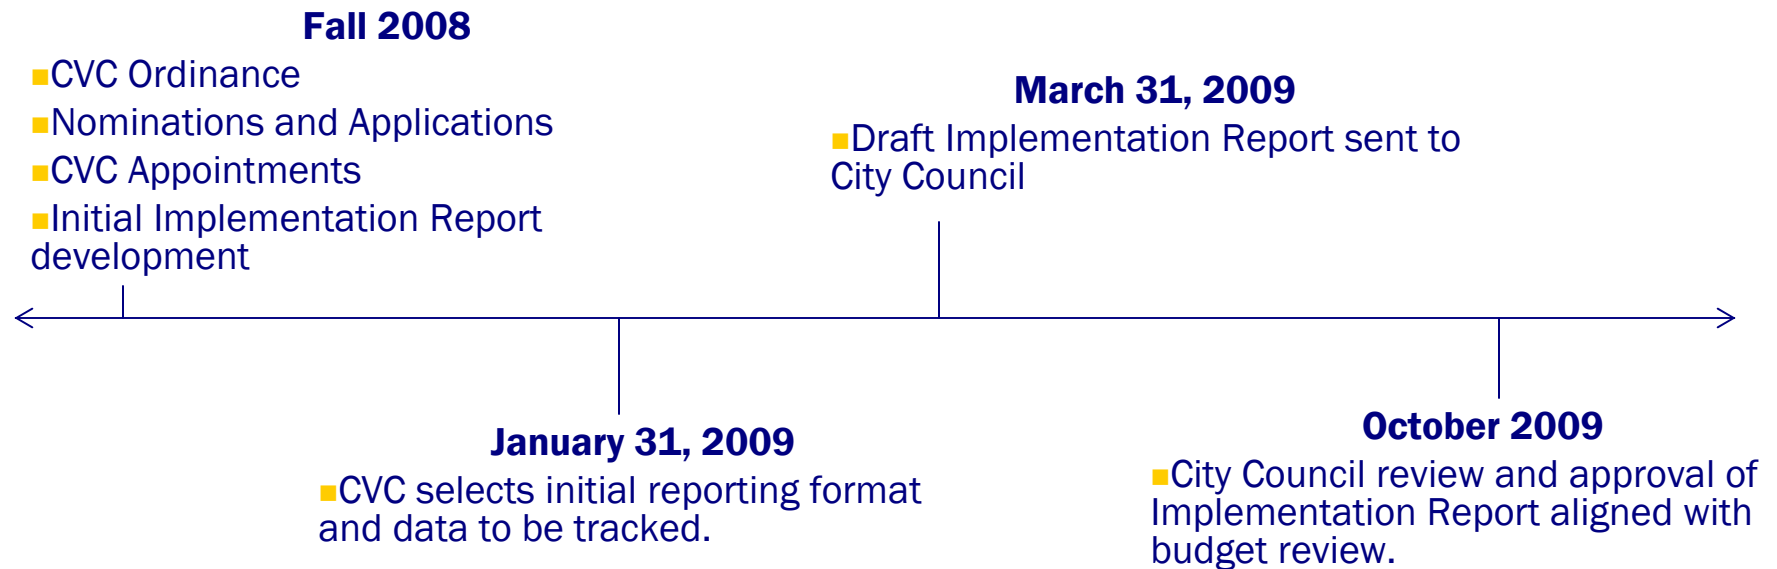 Fall 2008
■CVC Ordinance
■Nominations and Applications
■CVC Appointments
■Initial Implementation Report
development
January 31, 2009
■CVC selects initial reporting format
and data to be tracked.
March 31, 2009
■Draft Implementation Report sent to
City Council
October 2009
■City Council review and approval of
Implementation Report aligned with
budget review.